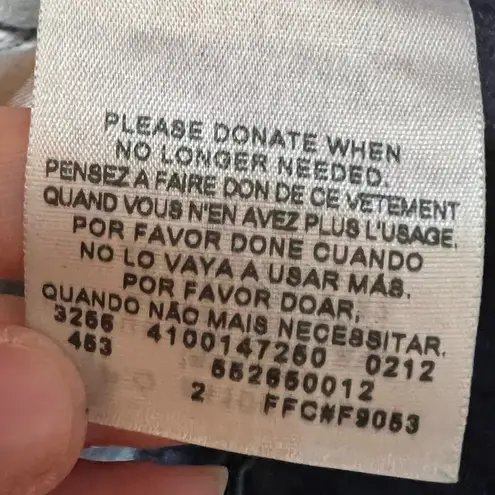 PLEASE DONATE WHEN
NO LONGER NEEDED.
PENSEZ A FAIRE DON DE CE VETEMENT
QUAND VOUS N'EN AVEZ PLUS L'USAGE.
POR FAVOR DONE CUANDO
NO LO VAYA A USAR MÁS.
POR FAVOR DOAR,
QUANDO NÃO MAIS NECESSITAR.
3266 4100147250 0212
453 552650012
2 FFC#F9053